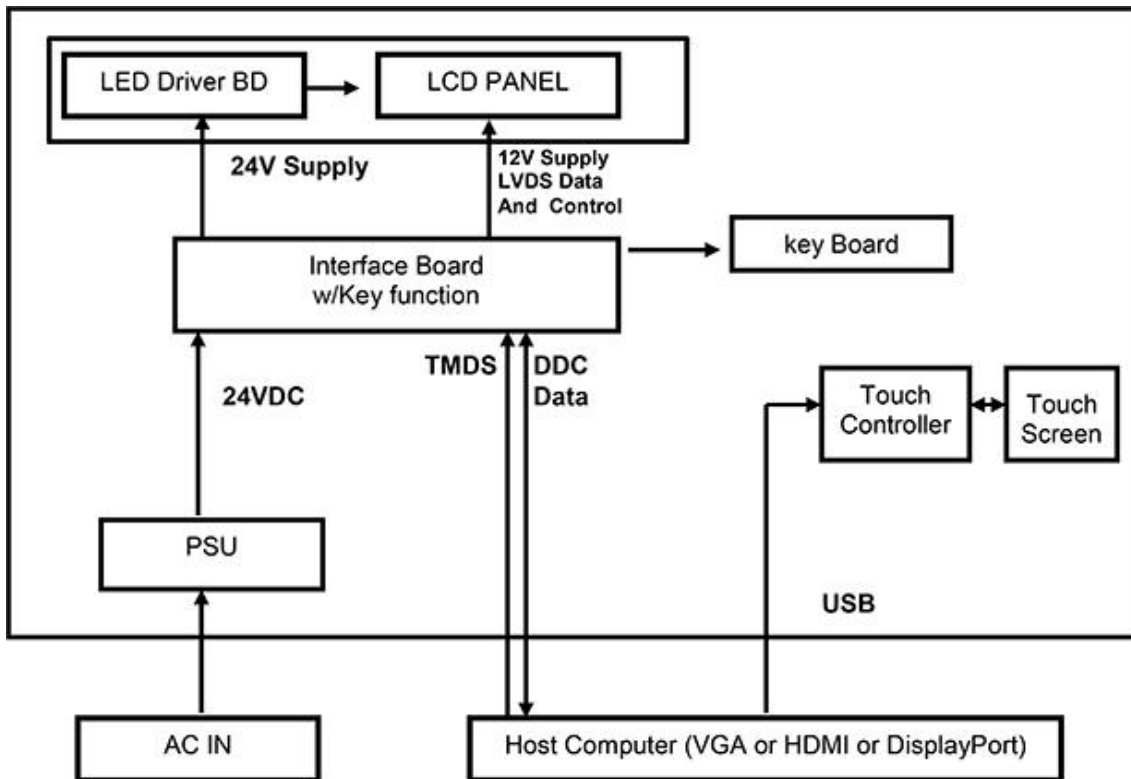 LED Driver BD
LCD PANEL
24V Supply
12V Supply
LVDS Data
And Control
Interface Board
w/Key function
key Board
24VDC
TMDS
DDC
Data
Touch
Controller
Touch
Screen
PSU
USB
AC IN
Host Computer (VGA or HDMI or DisplayPort)